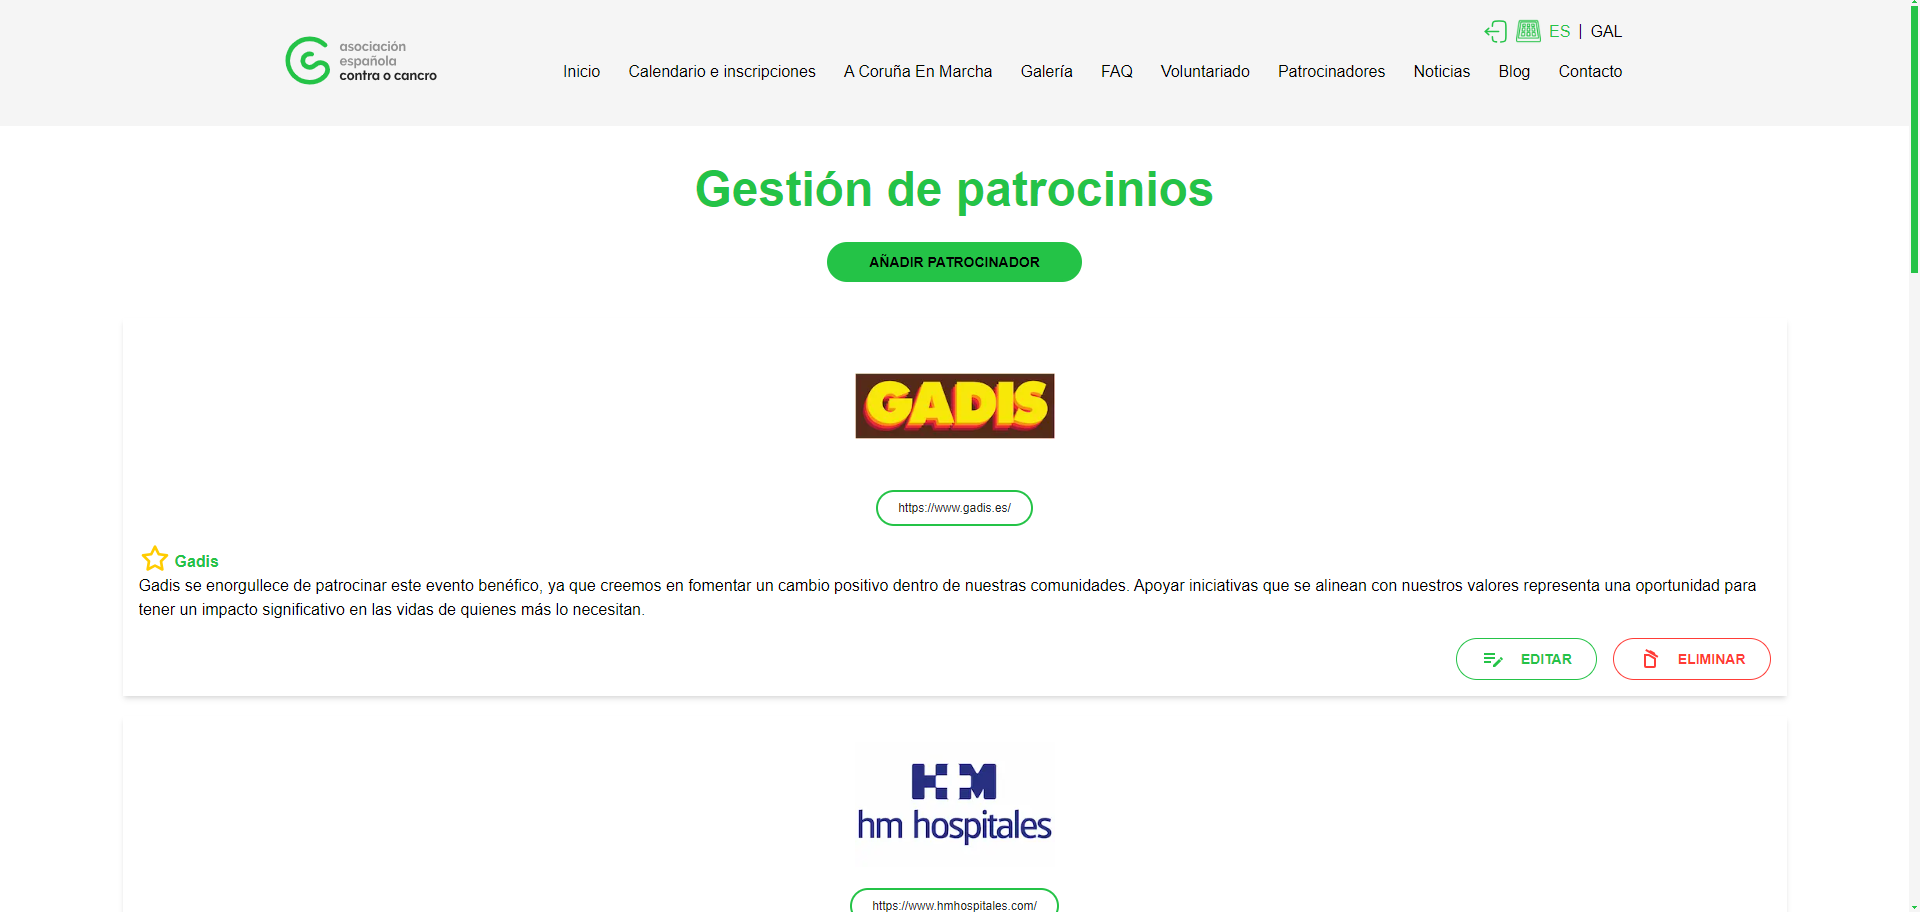 asociación
española
contra o cancro
ES | GAL
Inicio Calendario e inscripciones A Coruña En Marcha Galería FAQ Voluntariado Patrocinadores Noticias Blog Contacto
Gestión de patrocinios
AÑADIR PATROCINADOR
GADIS
https://www.gadis.es/
Gadis
Gadis se enorgullece de patrocinar este evento benéfico, ya que creemos en fomentar un cambio positivo dentro de nuestras comunidades. Apoyar iniciativas que se alinean con nuestros valores representa una oportunidad para
tener un impacto significativo en las vidas de quienes más lo necesitan.
EDITAR ELIMINAR
HM
hm hospitales
https://www.hmhospitales.com/